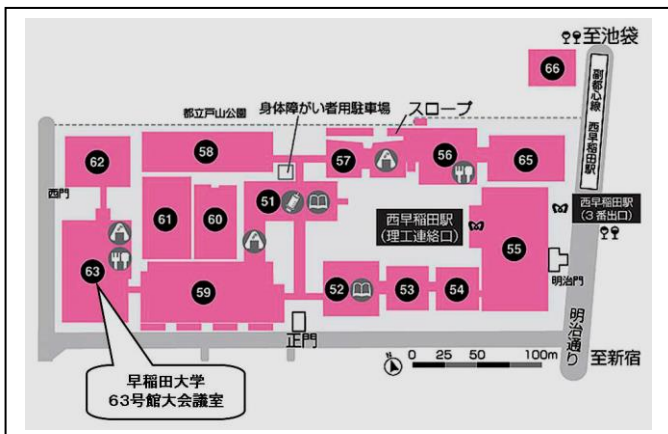 至池袋
66
副都心線 西早稲田駅
都立戸山公園
身体障がい者用駐車場
スロープ
62
58
57
56
65
西門
61
60
51
西早稲田駅
(理工連絡口)
西早稲田駅
(3番出口)
55
明治門
63
59
52
53
54
正門
明治通り
N
0 25 50 100m
至新宿
早稲田大学
63号館大会議室